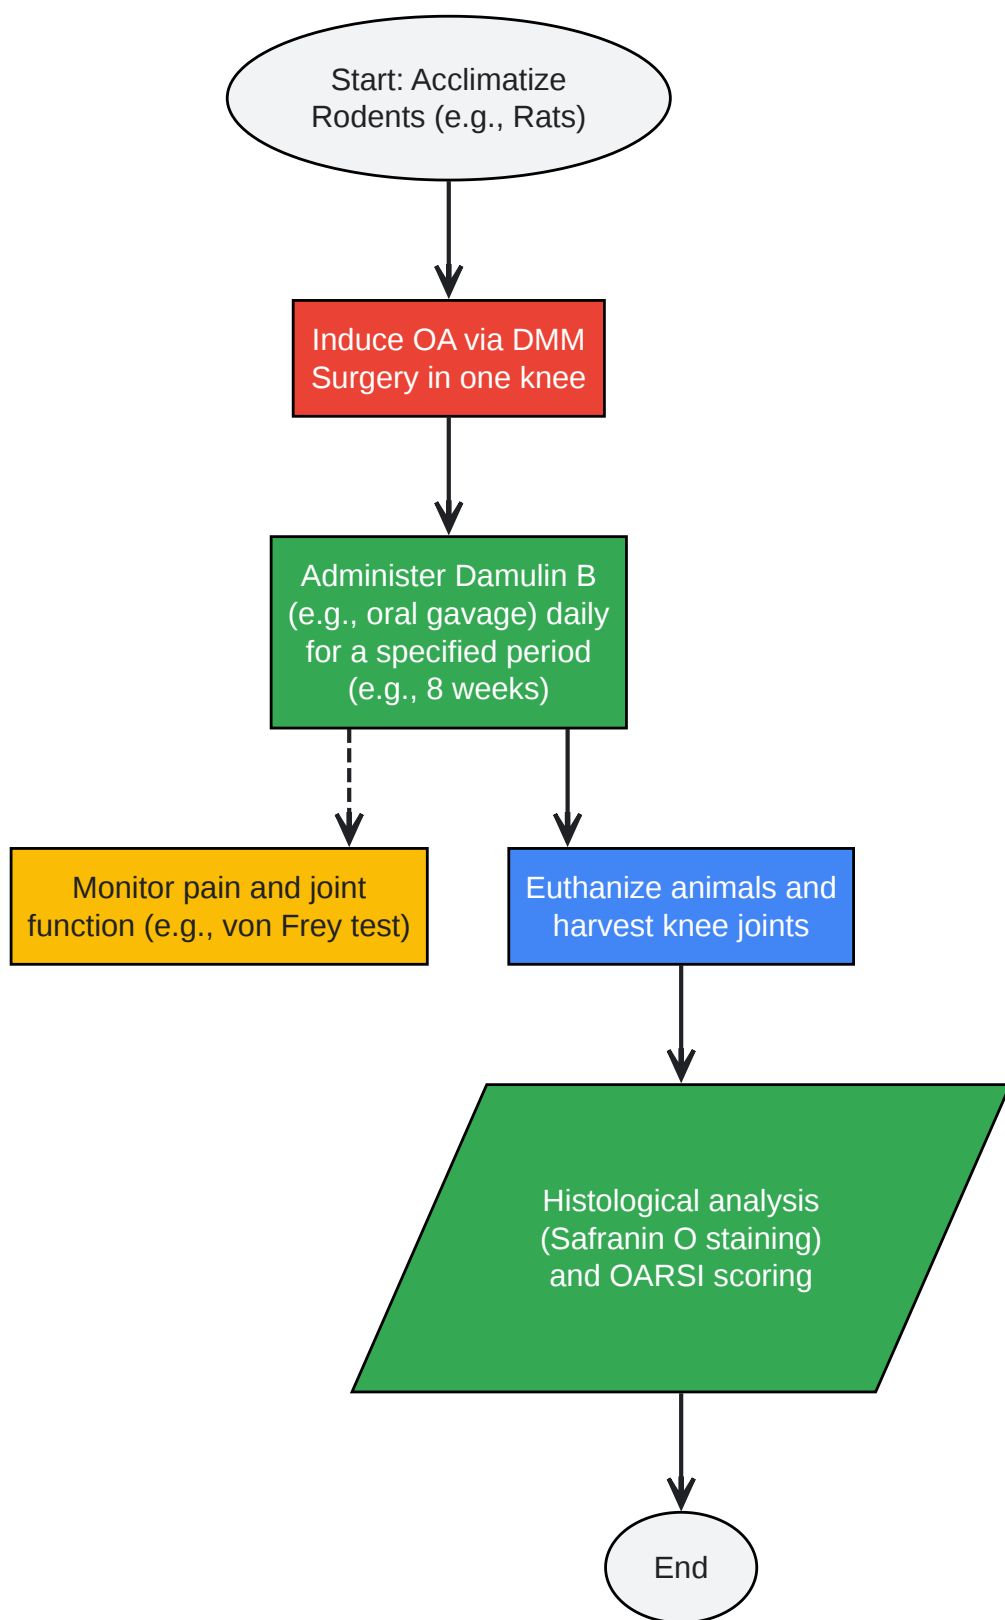 Start: Acclimatize
Rodents (e.g., Rats)
Induce OA via DMM
Surgery in one knee
Administer Damulin B
(e.g., oral gavage) daily
for a specified period
(e.g., 8 weeks)
Monitor pain and joint
function (e.g., von Frey test)
Euthanize animals and
harvest knee joints
Histological analysis
(Safranin O staining)
and OARSI scoring
End